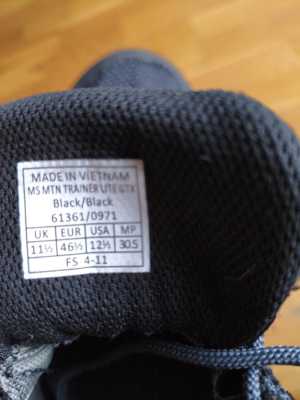 MADE IN VIETNAM
MS MTN TRAINER LITE GTX
Black/Black
61361/0971
UK EUR USA MP
11½ 46½ 12½ 30.5
FS 4-11